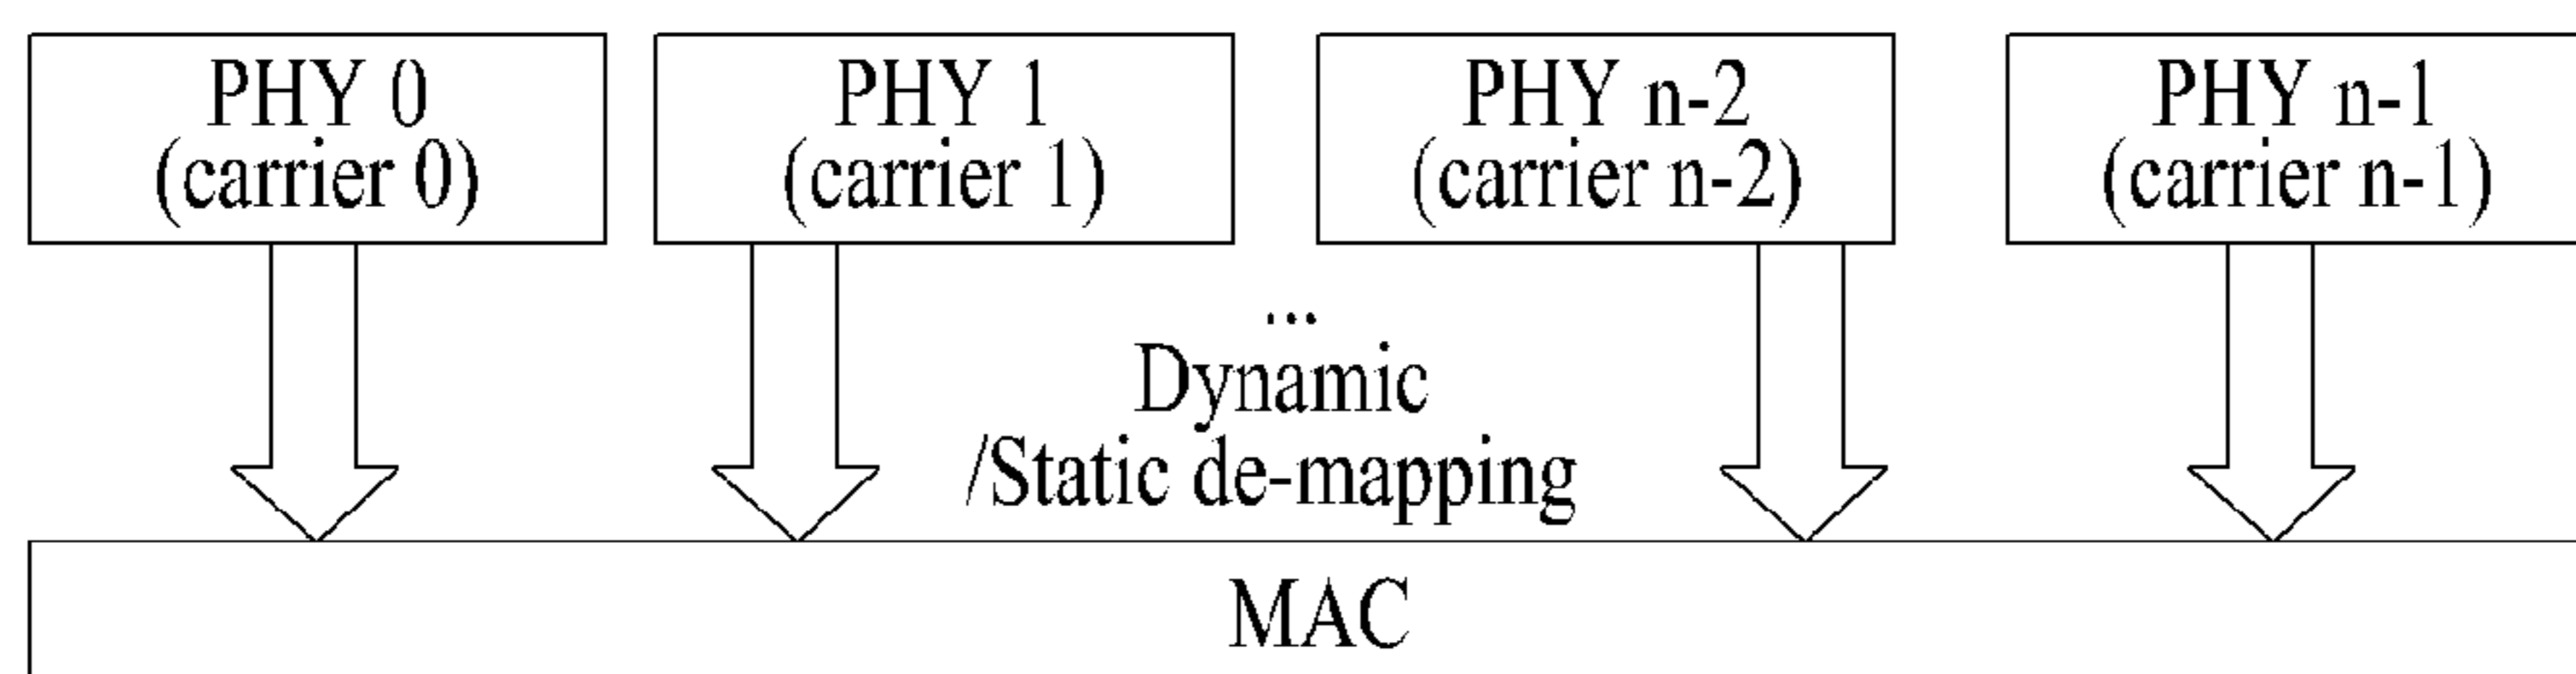 PHY 0
(carrier 0)
PHY 1
(carrier 1)
PHY n-2
(carrier n-2)
PHY n-1
(carrier n-1)
...
Dynamic
/Static de-mapping
MAC